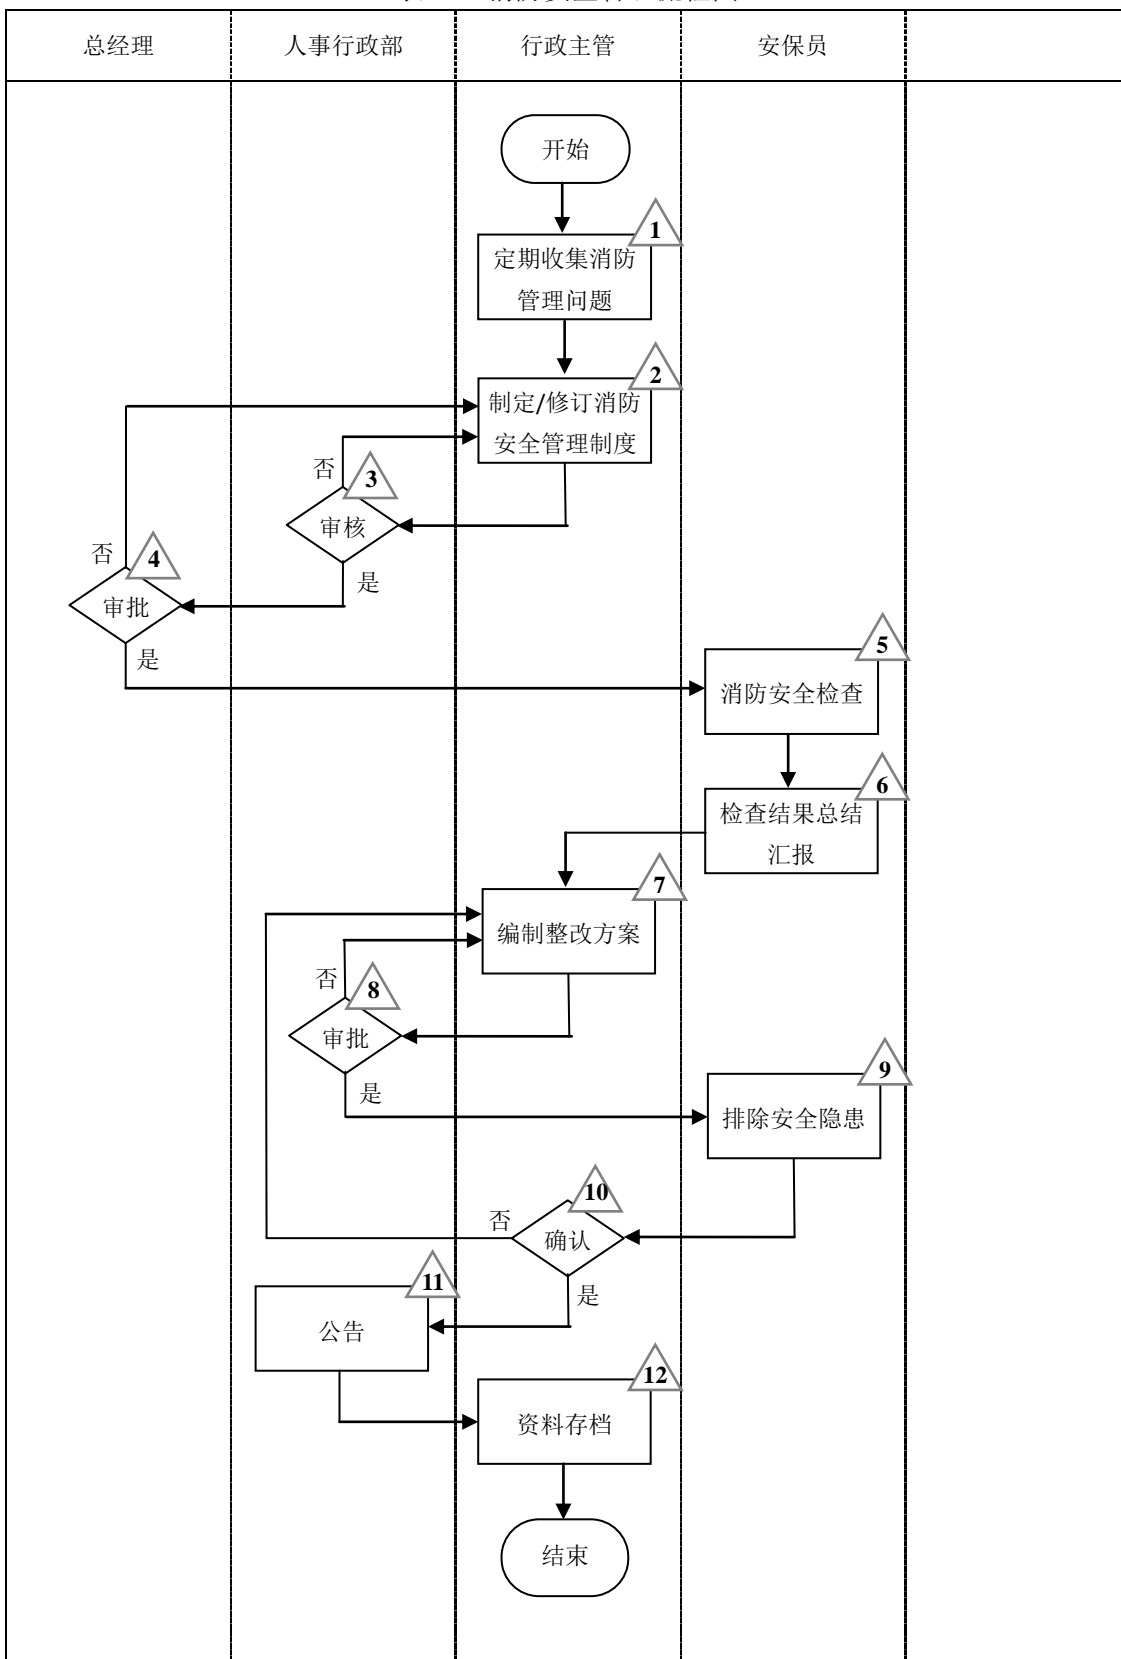 总经理
人事行政部
行政主管
安保员
开始
1
定期收集消防
管理问题
2
制定/修订消防
安全管理制度
否
3
审核
是
否
4
审批
是
5
消防安全检查
6
检查结果总结
汇报
7
编制整改方案
否
8
审批
是
9
排除安全隐患
10
否
确认
是
11
公告
12
资料存档
结束